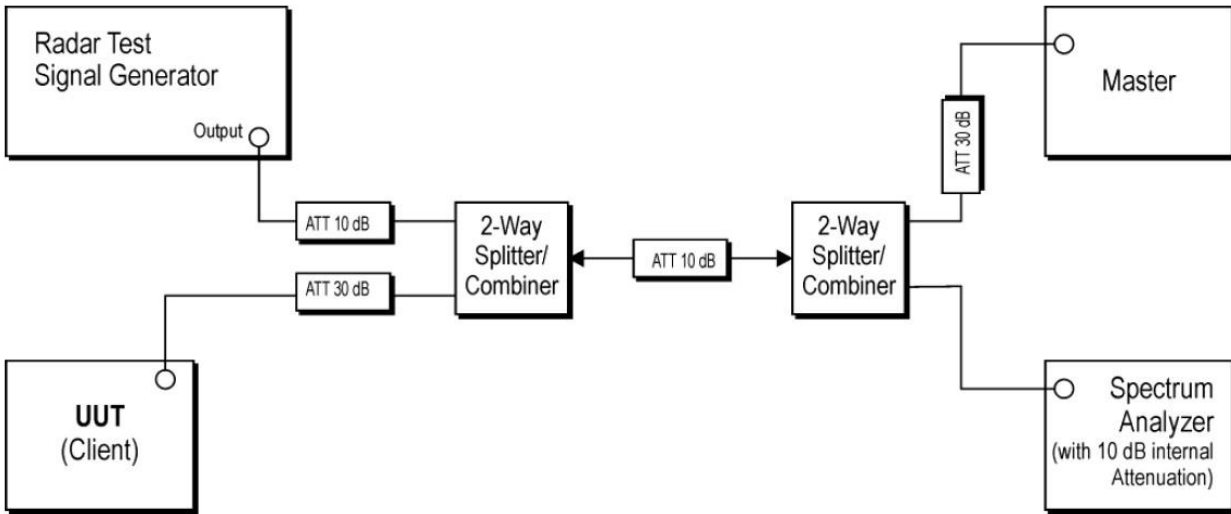 Radar Test
Signal Generator
Output
ATT 10 dB
ATT 30 dB
2-Way
Splitter/
Combiner
ATT 10 dB
2-Way
Splitter/
Combiner
ATT 30 dB
Master
UUT
(Client)
Spectrum
Analyzer
(with 10 dB internal
Attenuation)